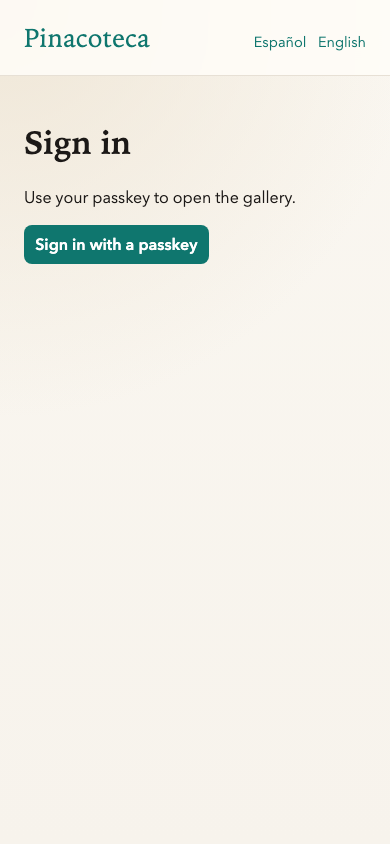 Pinacoteca
Español English
Sign in
Use your passkey to open the gallery.
Sign in with a passkey